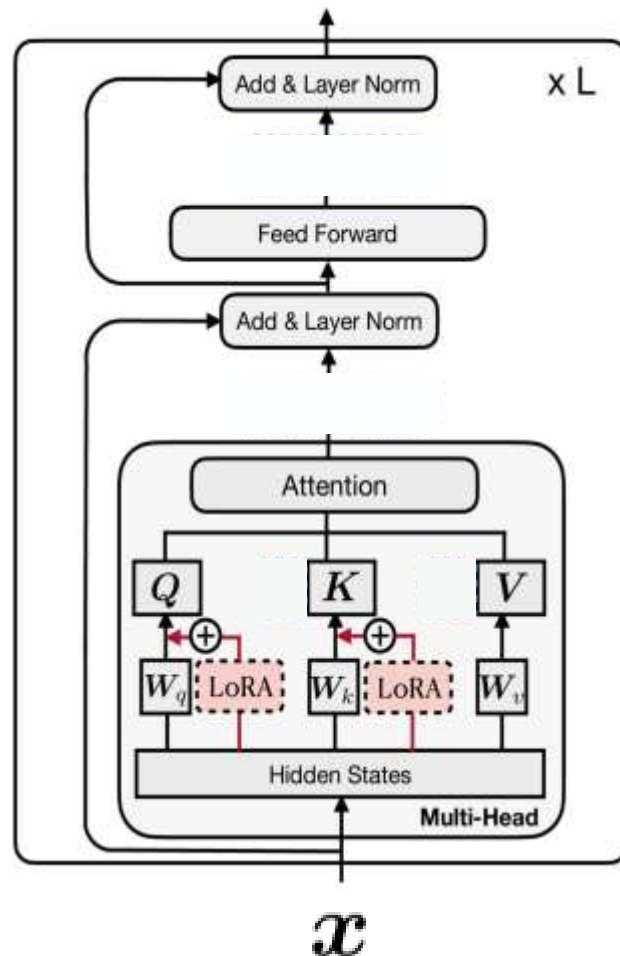 Add & Layer Norm
x L
Feed Forward
Add & Layer Norm
Attention
Q K V
+ +
W_q LoRA W_k LoRA W_v
Hidden States
Multi-Head
x